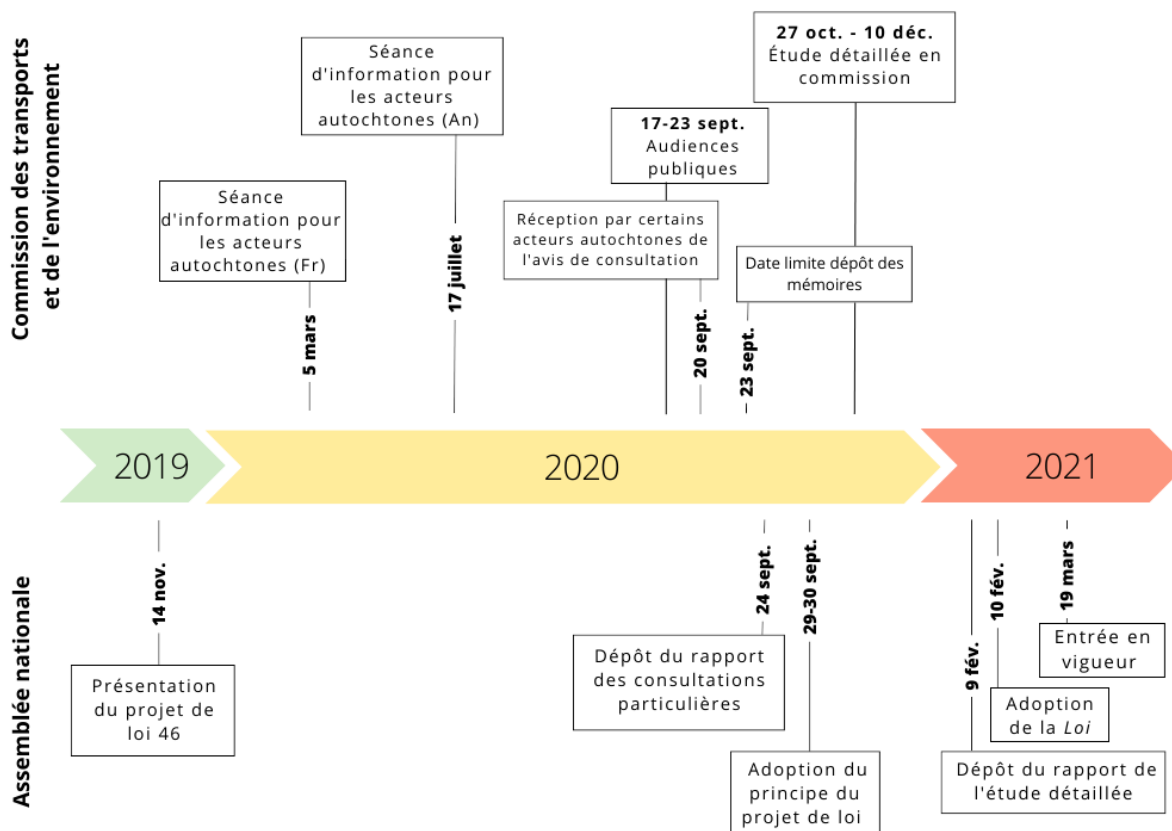 Commission des transports
et de l'environnement
Séance
d'information pour
les acteurs
autochtones (Fr)
5 mars
Séance
d'information pour
les acteurs
autochtones (An)
17 juillet
17-23 sept.
Audiences
publiques
Réception par certains
acteurs autochtones de
l'avis de consultation
20 sept.
27 oct. - 10 déc.
Étude détaillée en
commission
Date limite dépôt des
mémoires
23 sept.
2019
2020
2021
Assemblée nationale
14 nov.
Présentation
du projet de
loi 46
24 sept.
Dépôt du rapport
des consultations
particulières
29-30 sept.
Adoption du
principe du
projet de loi
9 fév.
Dépôt du rapport de
l'étude détaillée
10 fév.
Adoption
de la Loi
19 mars
Entrée en
vigueur